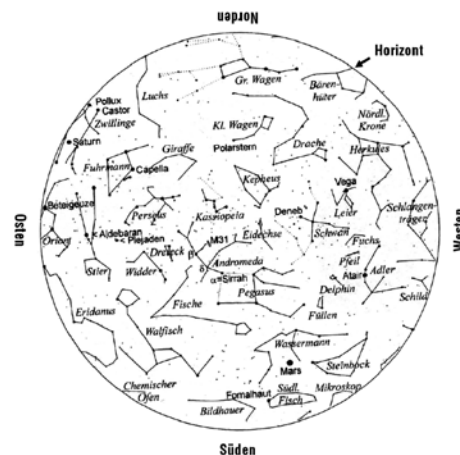 Norden
Horizont
Gr. Wagen
Bären-
hüter
Luchs
Pollux
Castor
Zwillinge
Nördl.
Krone
Kl. Wagen
Saturn
Giraffe
Polarstern
Drache
Herkules
Fuhrmann
Capella
Kepheus
Vega
Beteigeuze
Leier
Schlangen-
träger
Perseus
Kassiopeia
Deneb
Osten
Westen
Orion
Aldebaran
Plejaden
M31
Eidechse
Schwan
Fuchs
Dreieck
β
Andromeda
Pfeil
Stier
Widder
δ
α
Sirrah
Atair
Adler
Pegasus
Delphin
Schild
Fische
Füllen
Eridanus
Walfisch
Wassermann
Mars
Steinbock
Chemischer
Ofen
Fomalhaut
Südl.
Fisch
Mikroskop
Bildhauer
Süden